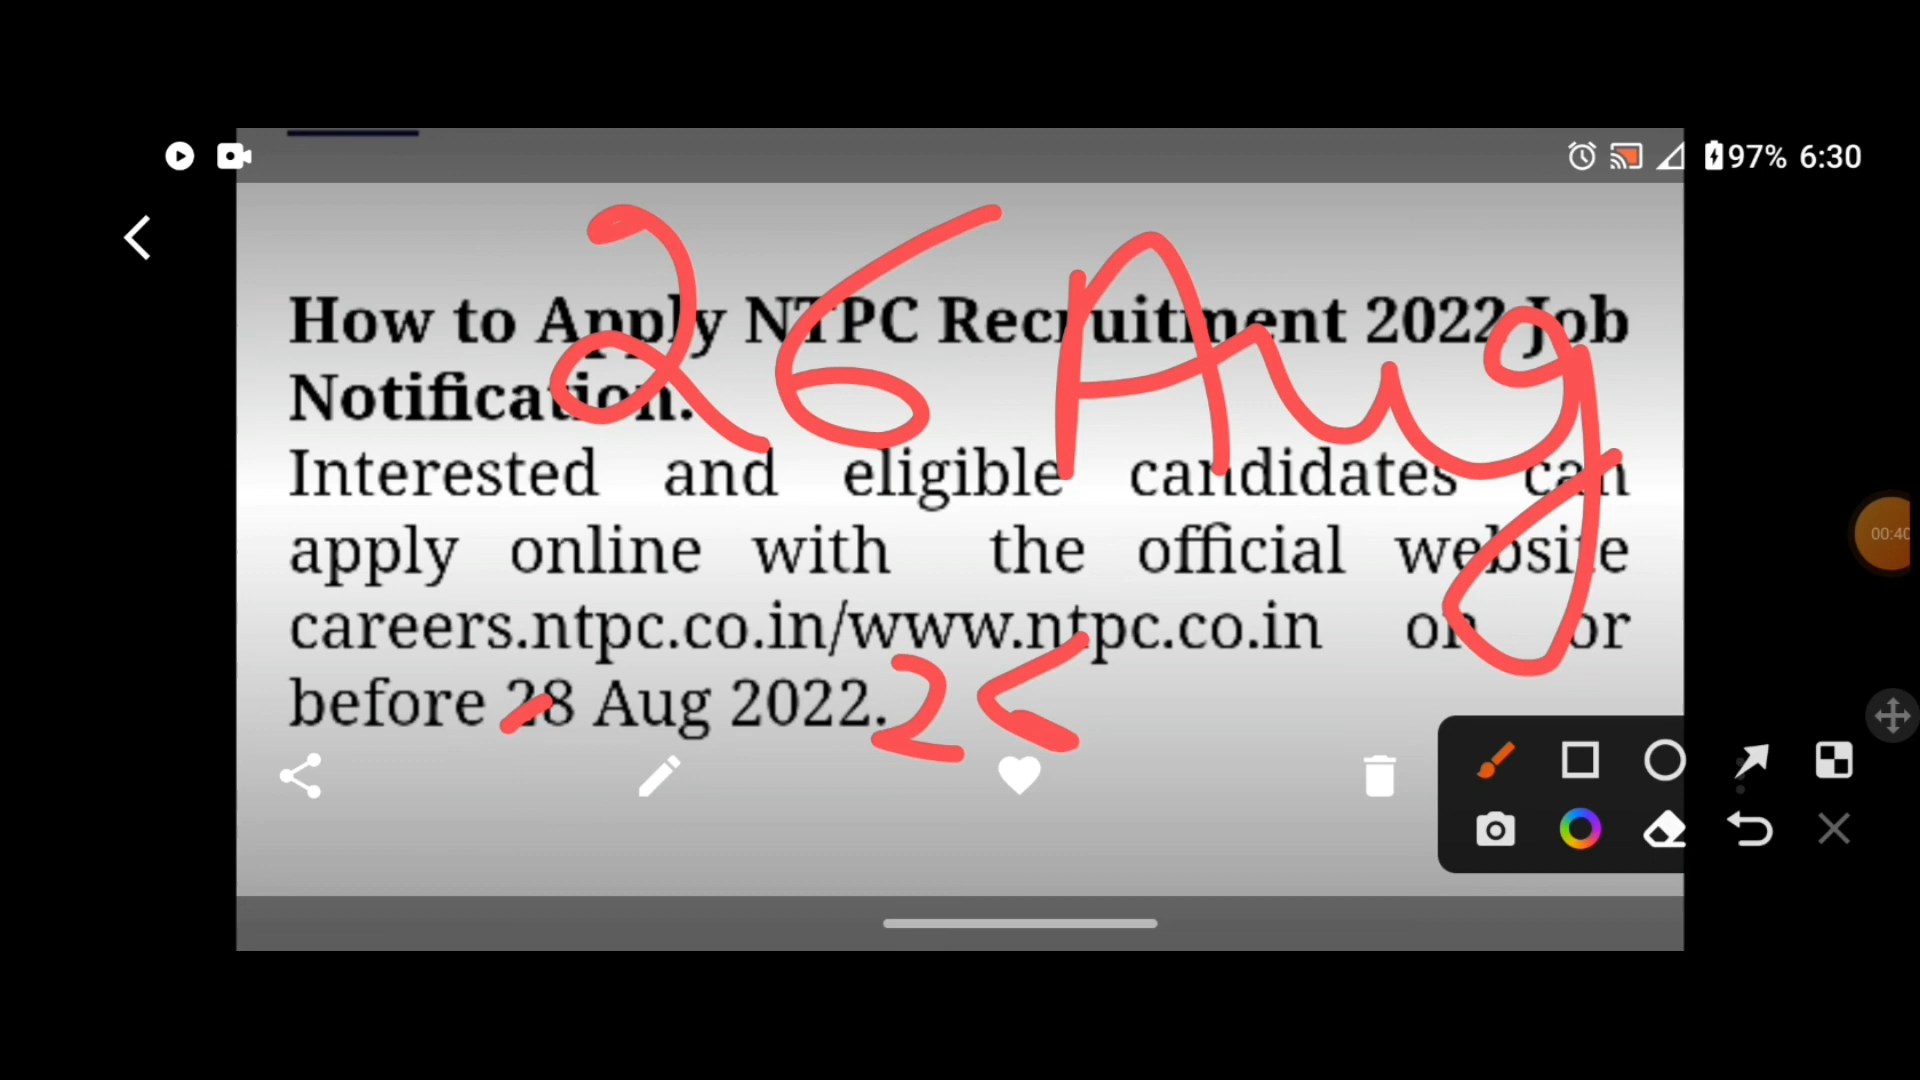 97% 6:30
26 Aug
How to Apply NTPC Recruitment 2022 Job
Notification.
Interested and eligible candidates can
apply online with the official website
careers.ntpc.co.in/www.ntpc.co.in on or
before 28 Aug 2022.
00:40